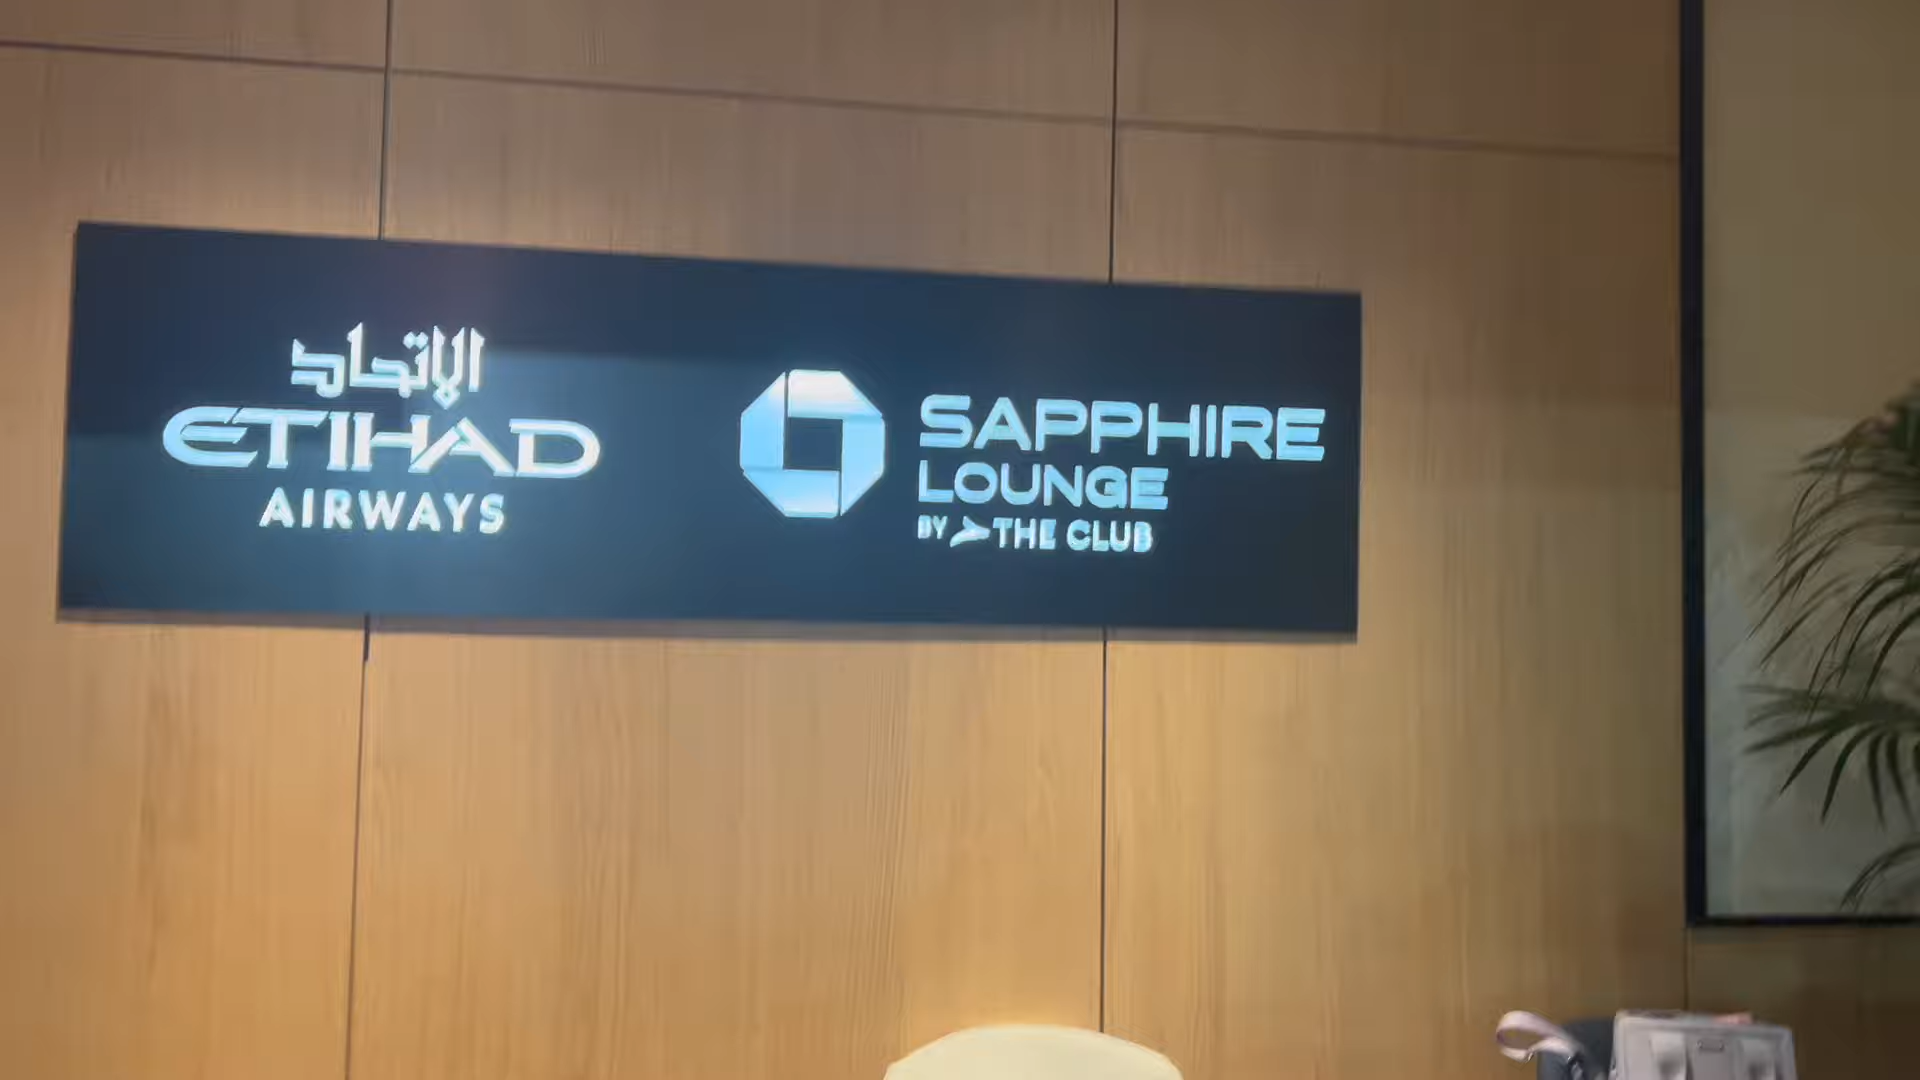 الاتحاد
ETIHAD
AIRWAYS
SAPPHIRE
LOUNGE
BY THE CLUB